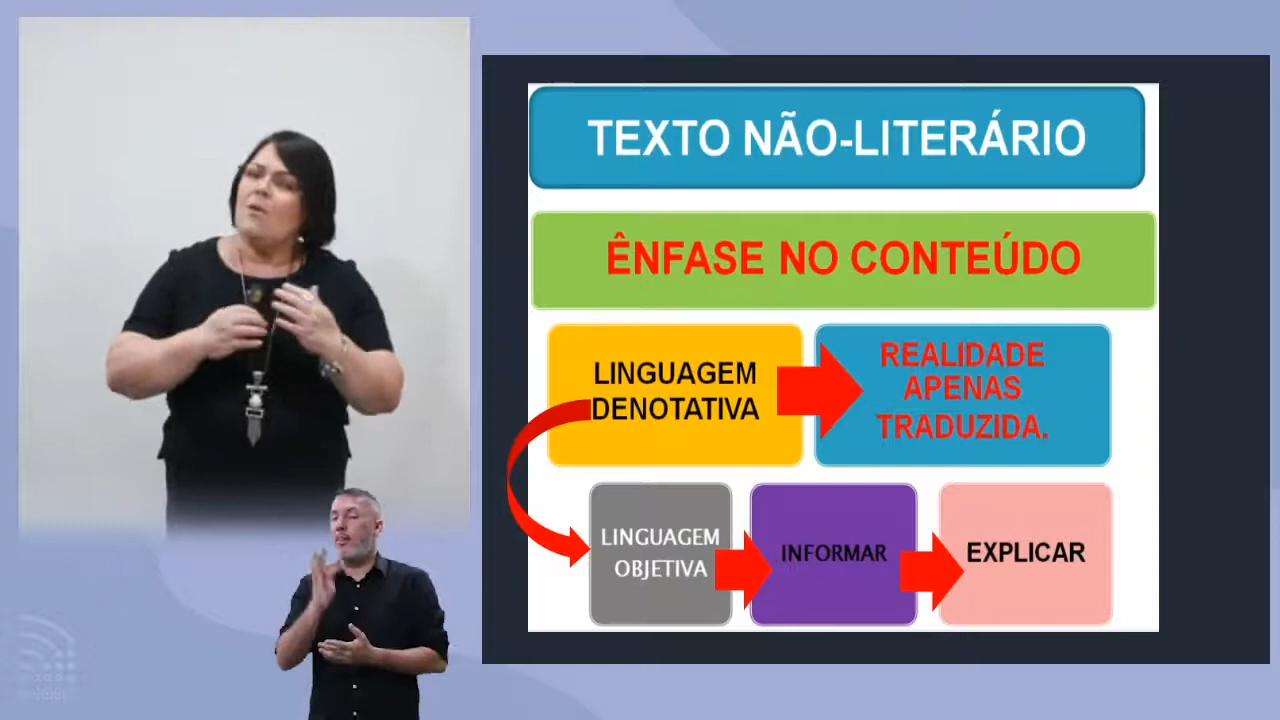 TEXTO NÃO-LITERÁRIO
ÊNFASE NO CONTEÚDO
LINGUAGEM
DENOTATIVA
REALIDADE
APENAS
TRADUZIDA.
LINGUAGEM
OBJETIVA
INFORMAR
EXPLICAR